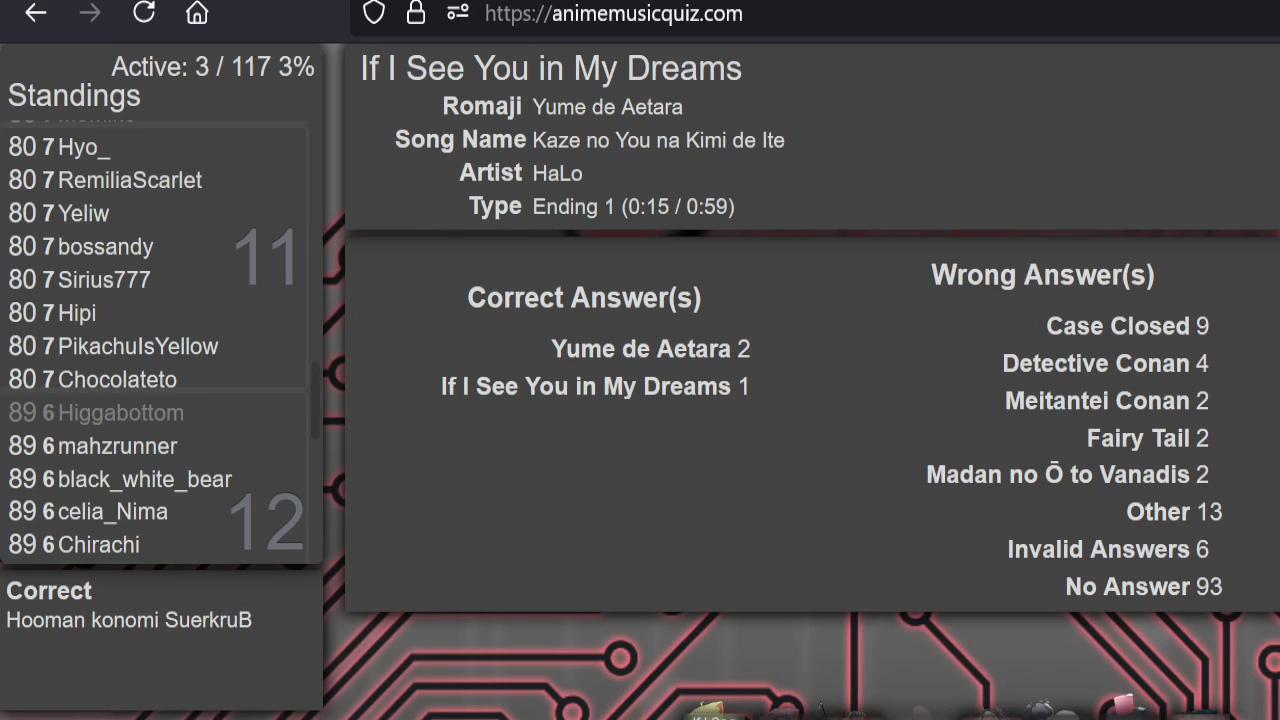 https://animemusicquiz.com
Active: 3 / 117 3%
Standings
80 7 Hyo_
80 7 RemiliaScarlet
80 7 Yeliw
80 7 bossandy
80 7 Sirius777
80 7 Hipi
80 7 PikachuIsYellow
80 7 Chocolateto
11
89 6 Higgabottom
89 6 mahzrunner
89 6 black_white_bear
89 6 celia_Nima
89 6 Chirachi
12
Correct
Hooman konomi SuerkruB
If I See You in My Dreams
Romaji Yume de Aetara
Song Name Kaze no You na Kimi de Ite
Artist HaLo
Type Ending 1 (0:15 / 0:59)
Correct Answer(s)
Yume de Aetara 2
If I See You in My Dreams 1
Wrong Answer(s)
Case Closed 9
Detective Conan 4
Meitantei Conan 2
Fairy Tail 2
Madan no Ō to Vanadis 2
Other 13
Invalid Answers 6
No Answer 93